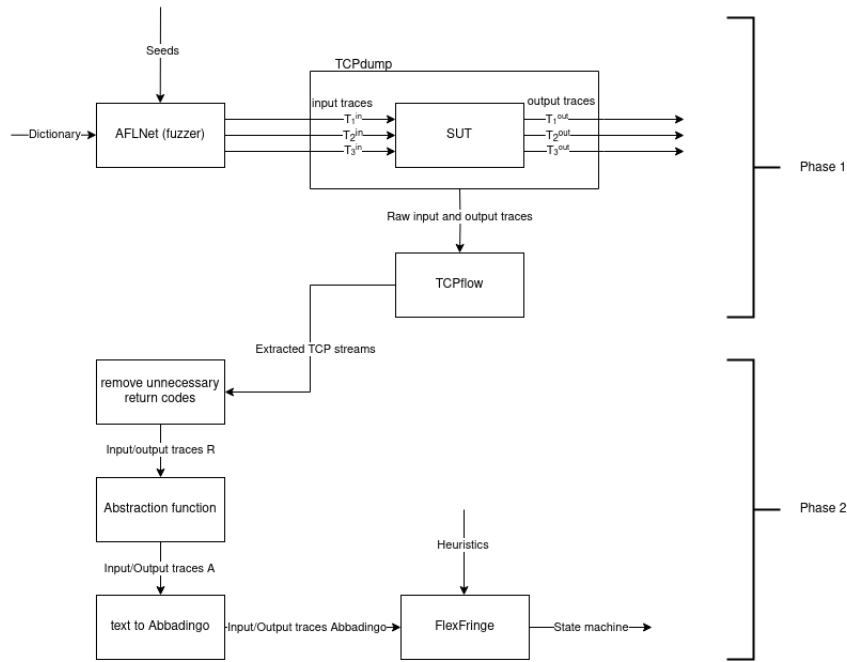 Seeds
TCPdump
input traces
output traces
Dictionary
AFLNet (fuzzer)
T₁ⁱⁿ
T₂ⁱⁿ
T₃ⁱⁿ
SUT
T₁ᵒᵘᵗ
T₂ᵒᵘᵗ
T₃ᵒᵘᵗ
Phase 1
Raw input and output traces
TCPflow
Extracted TCP streams
remove unnecessary
return codes
Input/output traces R
Abstraction function
Phase 2
Heuristics
Input/Output traces A
text to Abbadingo
Input/Output traces Abbadingo
FlexFringe
State machine